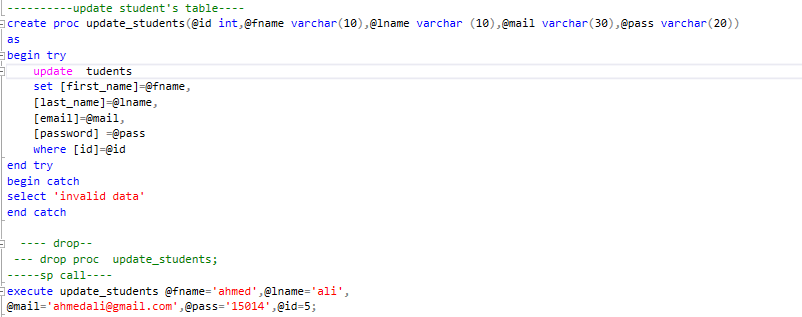 ----------update student's table----
create proc update_students(@id int,@fname varchar(10),@lname varchar (10),@mail varchar(30),@pass varchar(20))
as
begin try
update  tudents
set [first_name]=@fname,
[last_name]=@lname,
[email]=@mail,
[password] =@pass
where [id]=@id
end try
begin catch
select 'invalid data'
end catch
---- drop--
--- drop proc  update_students;
-----sp call----
execute update_students @fname='ahmed',@lname='ali',
@mail='ahmedali@gmail.com',@pass='15014',@id=5;